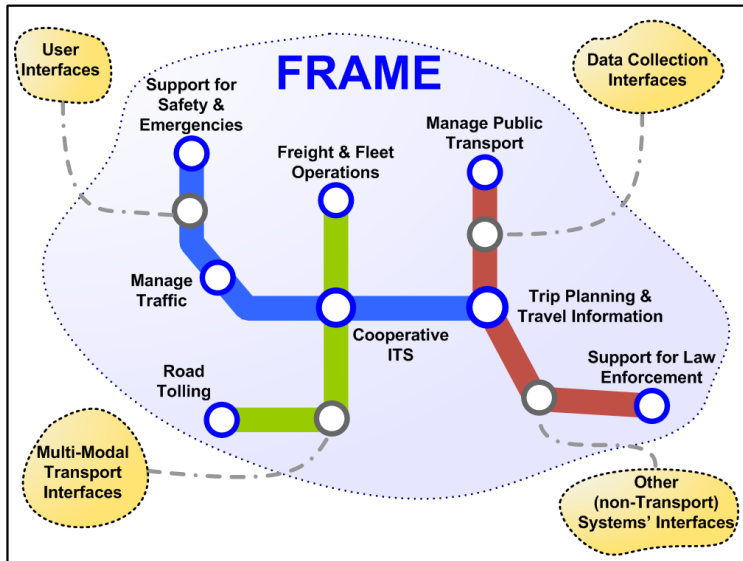 User
Interfaces
FRAME
Data Collection
Interfaces
Support for
Safety &
Emergencies
Freight & Fleet
Operations
Manage Public
Transport
Manage
Traffic
Cooperative
ITS
Trip Planning &
Travel Information
Road
Tolling
Support for Law
Enforcement
Multi-Modal
Transport
Interfaces
Other
(non-Transport)
Systems' Interfaces